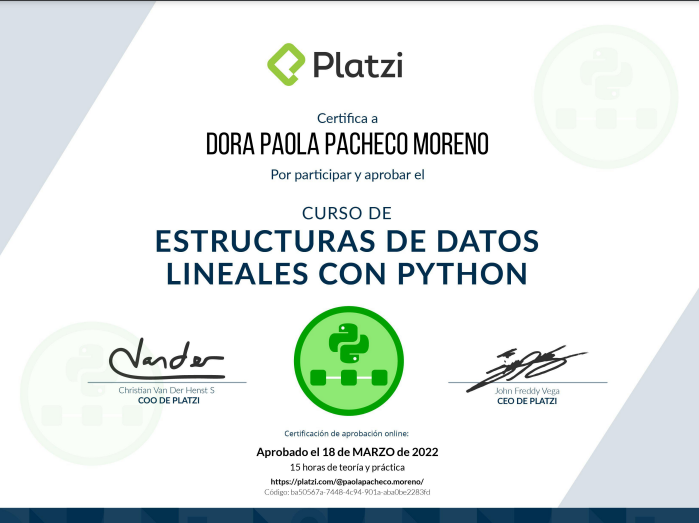 Platzi
Certifica a
DORA PAOLA PACHECO MORENO
Por participar y aprobar el
CURSO DE
ESTRUCTURAS DE DATOS
LINEALES CON PYTHON
Christian Van Der Henst S
COO DE PLATZI
John Freddy Vega
CEO DE PLATZI
Certificación de aprobación online:
Aprobado el 18 de MARZO de 2022
15 horas de teoría y práctica
https://platzi.com/@paolapacheco.moreno/
Código: ba50567a-7448-4c94-901a-aba0be2283fd